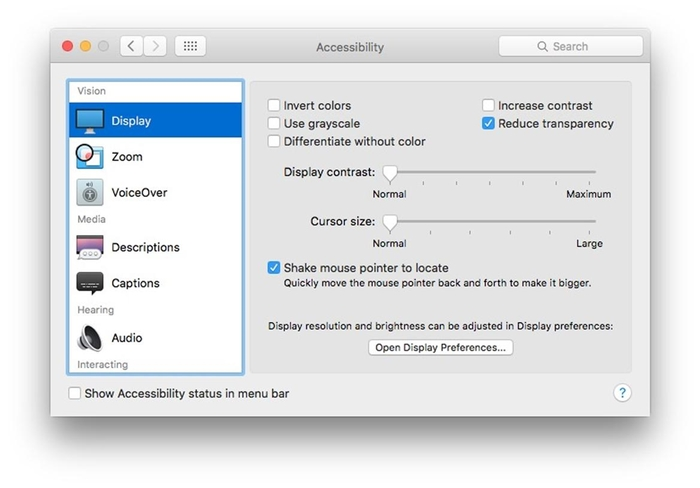 Accessibility
Search
Vision
Display
Zoom
VoiceOver
Media
Descriptions
Captions
Hearing
Audio
Interacting
Invert colors
Increase contrast
Use grayscale
Reduce transparency
Differentiate without color
Display contrast:
Normal
Maximum
Cursor size:
Normal
Large
Shake mouse pointer to locate
Quickly move the mouse pointer back and forth to make it bigger.
Display resolution and brightness can be adjusted in Display preferences:
Open Display Preferences...
Show Accessibility status in menu bar
?